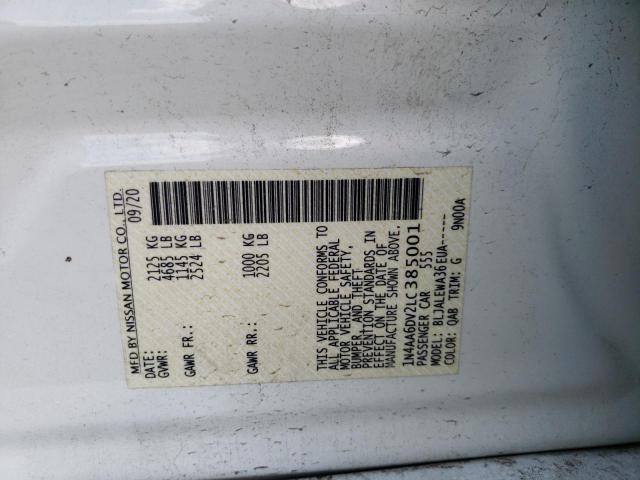 MFD BY NISSAN MOTOR CO., LTD.
09/20
2125 KG
GVWR: 4685 LB
1145 KG
GAWR FR: 2524 LB
1000 KG
GAWR RR: 2205 LB
THIS VEHICLE CONFORMS TO
ALL APPLICABLE FEDERAL
MOTOR VEHICLE SAFETY,
BUMPER, AND THEFT
PREVENTION STANDARDS IN
EFFECT ON THE DATE OF
MANUFACTURE SHOWN ABOVE.
1N4AA6DV2LC385001
PASSENGER CAR 555
MODEL: BLJALEWA36EUA-----
COLOR: QAB TRIM: G 9N00A